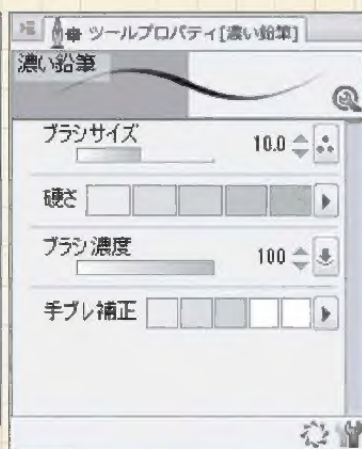 ツールプロパティ[濃い鉛筆]
濃い鉛筆
ブラシサイズ 10.0
硬さ
ブラシ濃度 100
手ブレ補正